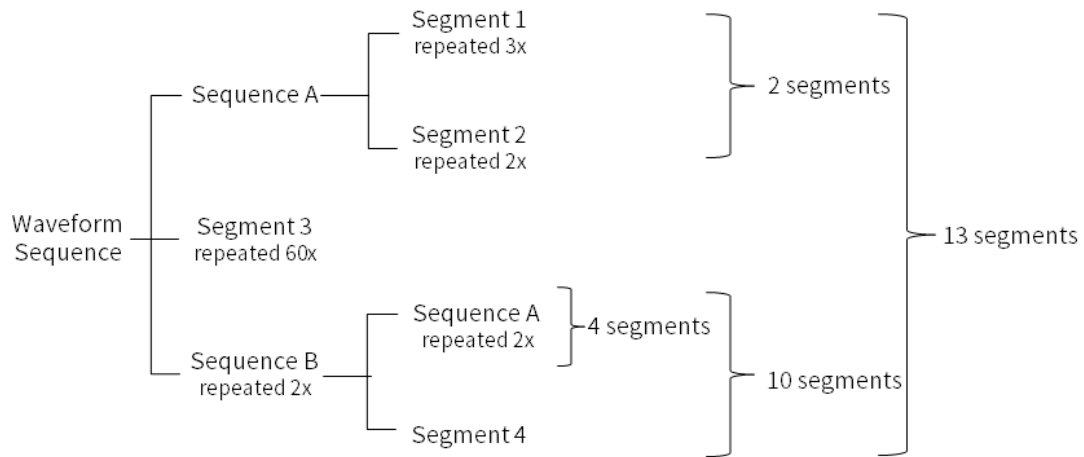 Segment 1
repeated 3x
2 segments
Sequence A
Segment 2
repeated 2x
Waveform
Sequence
Segment 3
repeated 60x
13 segments
Sequence A
repeated 2x
4 segments
Sequence B
repeated 2x
10 segments
Segment 4